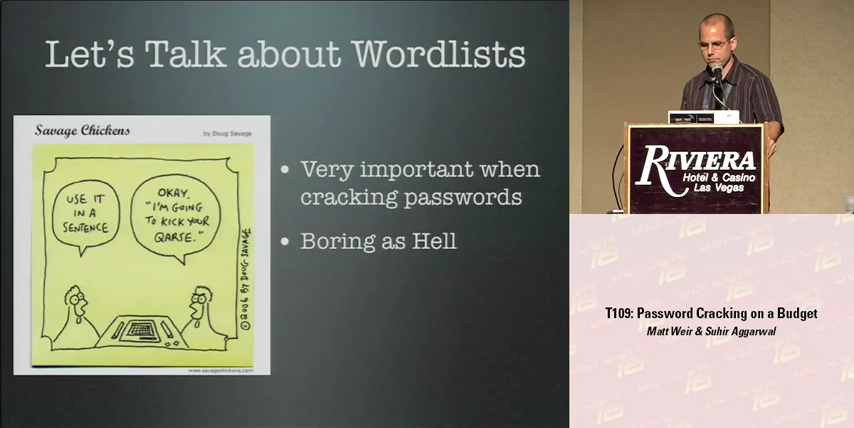 Let's Talk about Wordlists
Savage Chickens
by Doug Savage
USE IT
IN A
SENTENCE
OKAY.
"I'M GOING
TO KICK YOUR
QARSE."
©2006 BY DOUG SAVAGE
www.savagechickens.com
• Very important when
cracking passwords
• Boring as Hell
RIVIERA
Hotel & Casino
Las Vegas
T109: Password Cracking on a Budget
Matt Weir & Suhir Aggarwal